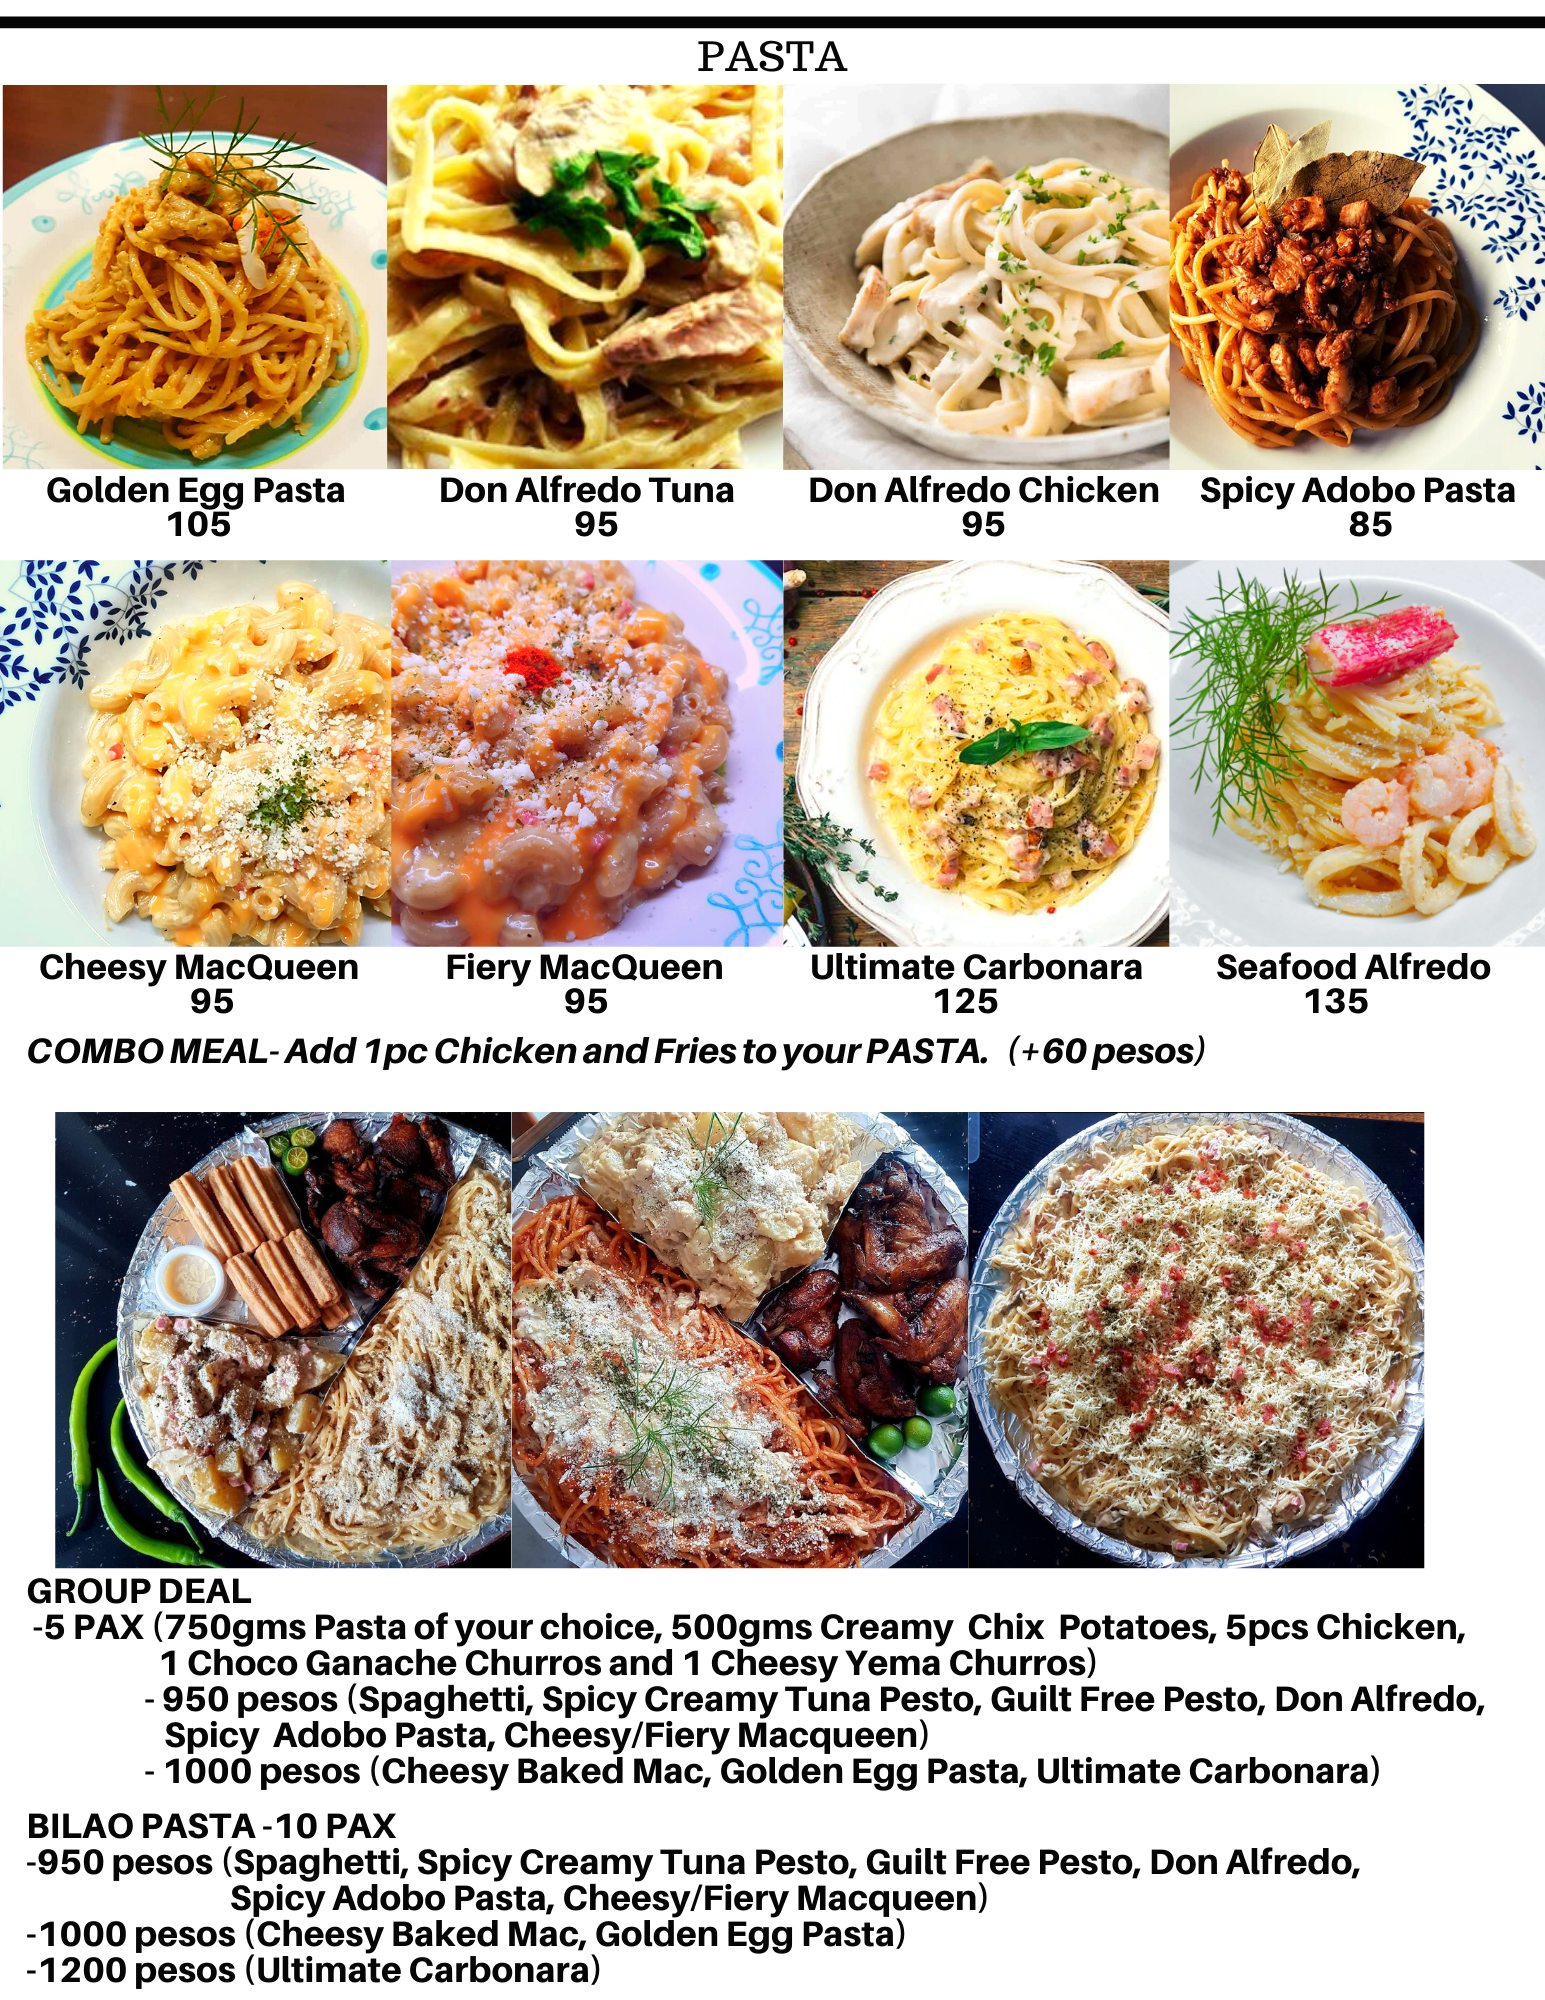 PASTA
Golden Egg Pasta
105
Don Alfredo Tuna
95
Don Alfredo Chicken
95
Spicy Adobo Pasta
85
Cheesy MacQueen
95
Fiery MacQueen
95
Ultimate Carbonara
125
Seafood Alfredo
135
COMBO MEAL- Add 1pc Chicken and Fries to your PASTA. (+60 pesos)
GROUP DEAL
-5 PAX (750gms Pasta of your choice, 500gms Creamy Chix Potatoes, 5pcs Chicken,
1 Choco Ganache Churros and 1 Cheesy Yema Churros)
- 950 pesos (Spaghetti, Spicy Creamy Tuna Pesto, Guilt Free Pesto, Don Alfredo,
Spicy Adobo Pasta, Cheesy/Fiery Macqueen)
- 1000 pesos (Cheesy Baked Mac, Golden Egg Pasta, Ultimate Carbonara)
BILAO PASTA -10 PAX
-950 pesos (Spaghetti, Spicy Creamy Tuna Pesto, Guilt Free Pesto, Don Alfredo,
Spicy Adobo Pasta, Cheesy/Fiery Macqueen)
-1000 pesos (Cheesy Baked Mac, Golden Egg Pasta)
-1200 pesos (Ultimate Carbonara)